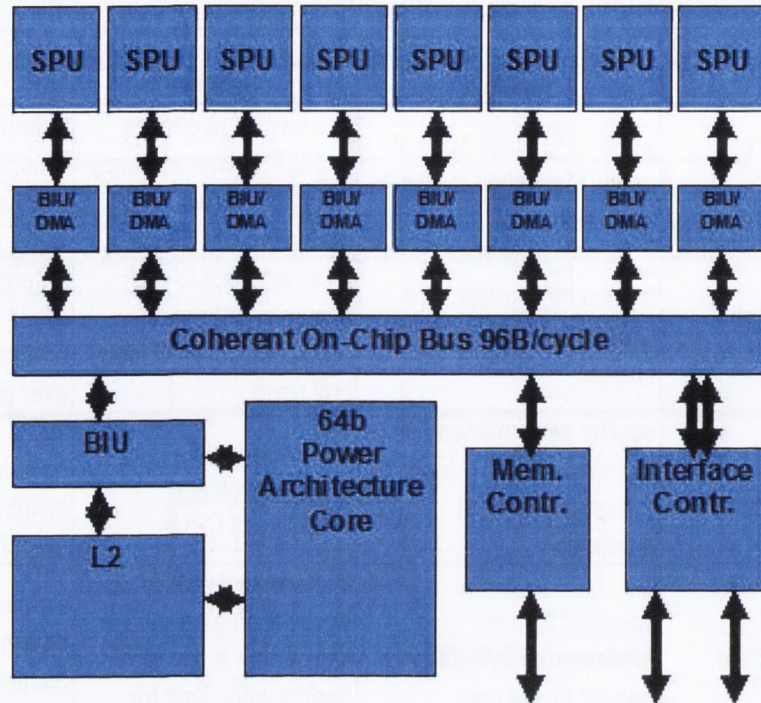 SPU SPU SPU SPU SPU SPU SPU SPU
BIU/ BIU/ BIU/ BIU/ BIU/ BIU/ BIU/ BIU/
DMA DMA DMA DMA DMA DMA DMA DMA
Coherent On-Chip Bus 96B/cycle
BIU
64b
Power
Architecture
Core
Mem.
Contr.
Interface
Contr.
L2